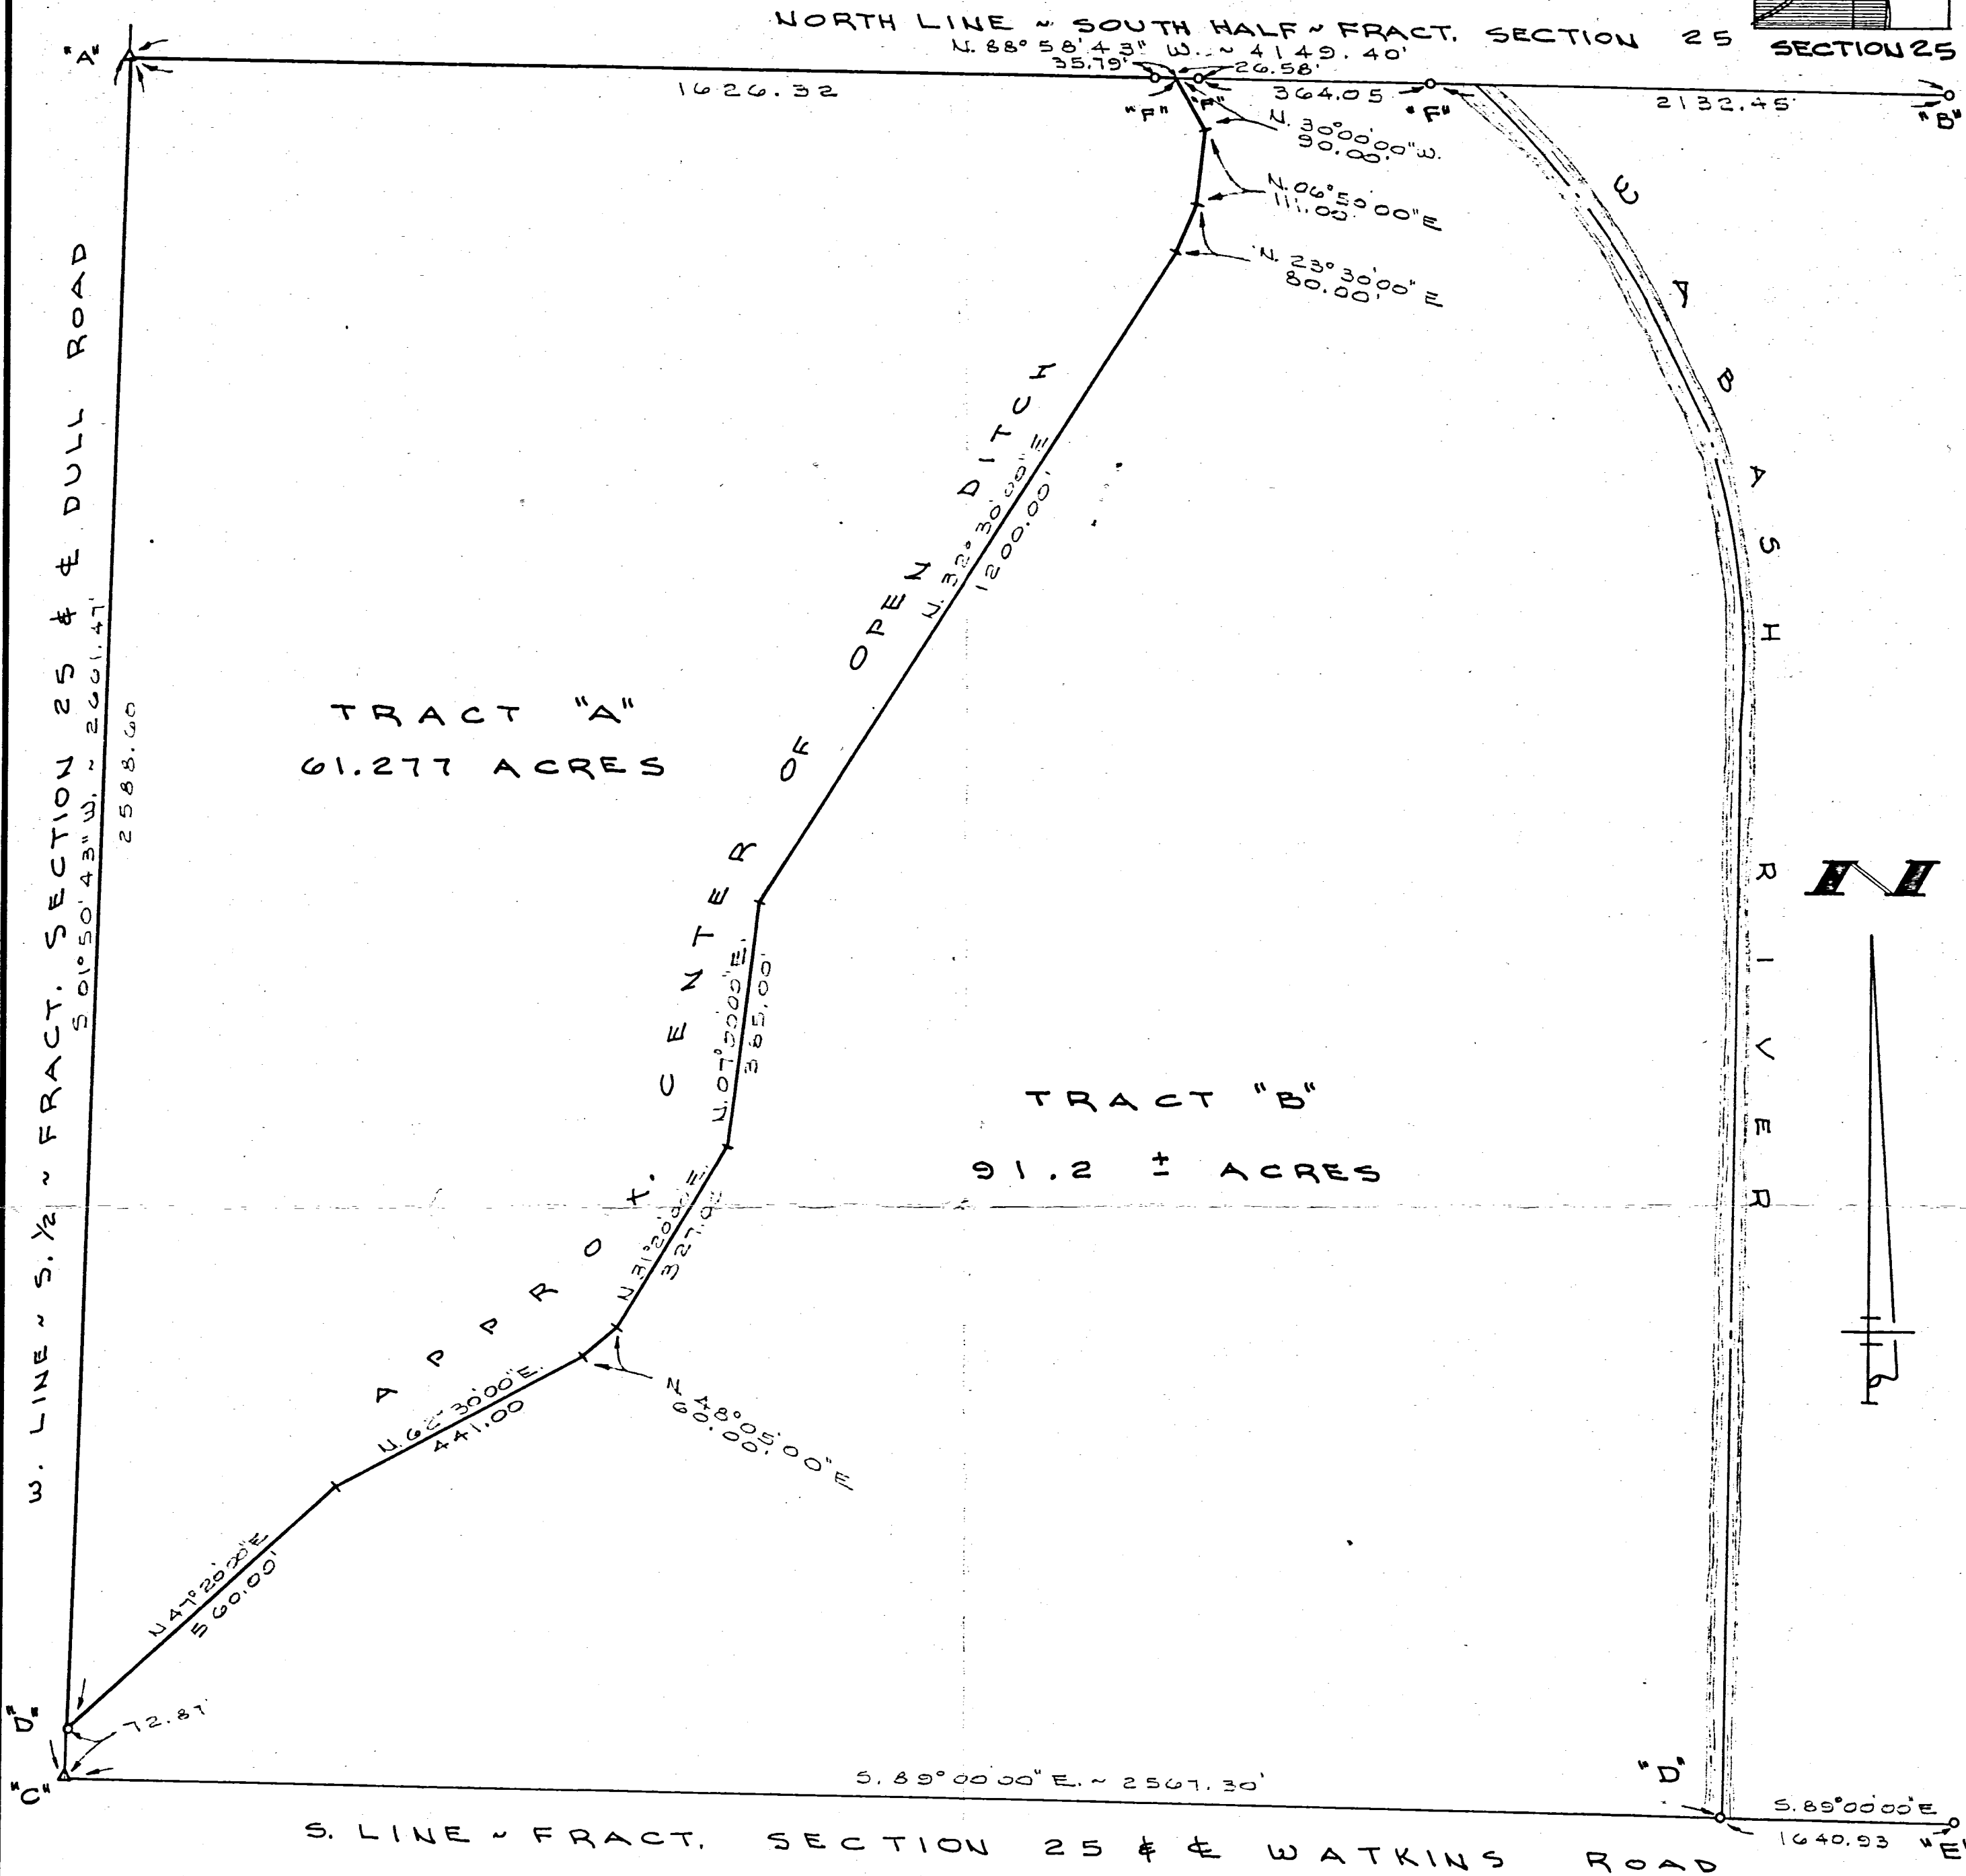 NORTH LINE ~ SOUTH HALF ~ FRACT. SECTION 25
SECTION 25
N. 88° 58' 43" W. ~ 4149.40'
"A"
35.79'
26.58'
1626.32
"F"
"F"
364.05
"F"
2132.45'
"B"
N. 30°00'00" W.
90.00'
N. 06°50'00" E
111.00'
N. 23°30'00" E
80.00'
WABASH RIVER
W. LINE ~ S. 1/2 ~ FRACT. SECTION 25 & ℄ DULL ROAD
S 01° 50' 43" W. ~ 2661.47'
2588.60
APPROX. CENTER OF OPEN DITCH
N. 32° 30' 00" E
1200.00'
TRACT "A"
61.277 ACRES
N
N. 07°00'00" E.
385.00'
TRACT "B"
91.2 ± ACRES
N 31°20'00" E.
327.00
N. 48°05'00" E
60.00'
N. 62°30'00" E.
441.00
N 47°20'00" E
560.00'
"D"
72.87'
"C"
S. 89° 00' 00" E. ~ 2567.30'
"D"
S. 89°00'00" E
1640.93
"E"
S. LINE ~ FRACT. SECTION 25 & ℄ WATKINS ROAD